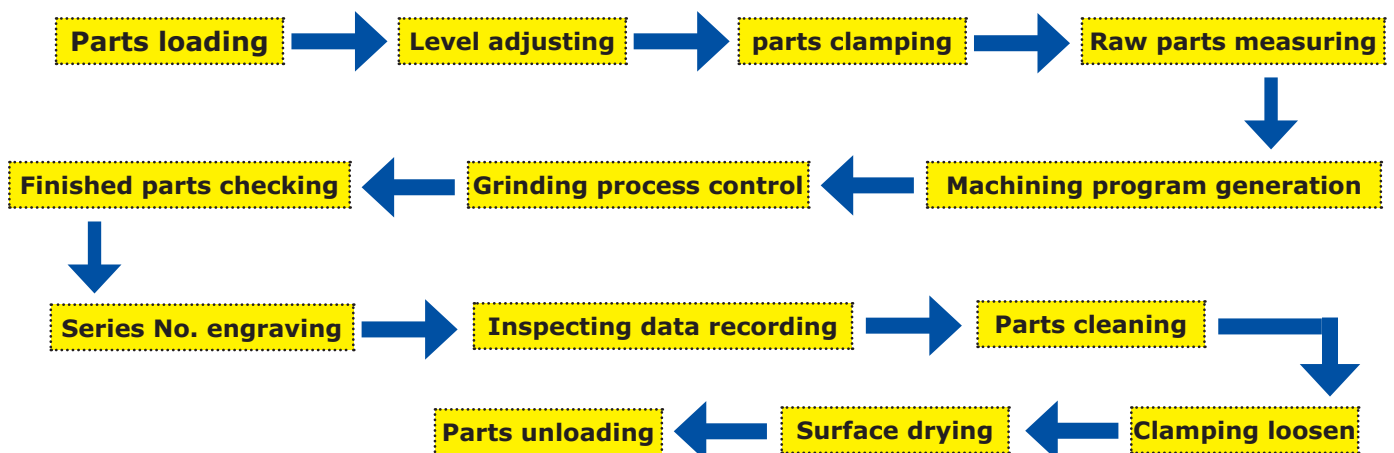 Parts loading
Level adjusting
parts clamping
Raw parts measuring
Machining program generation
Grinding process control
Finished parts checking
Series No. engraving
Inspecting data recording
Parts cleaning
Clamping loosen
Surface drying
Parts unloading